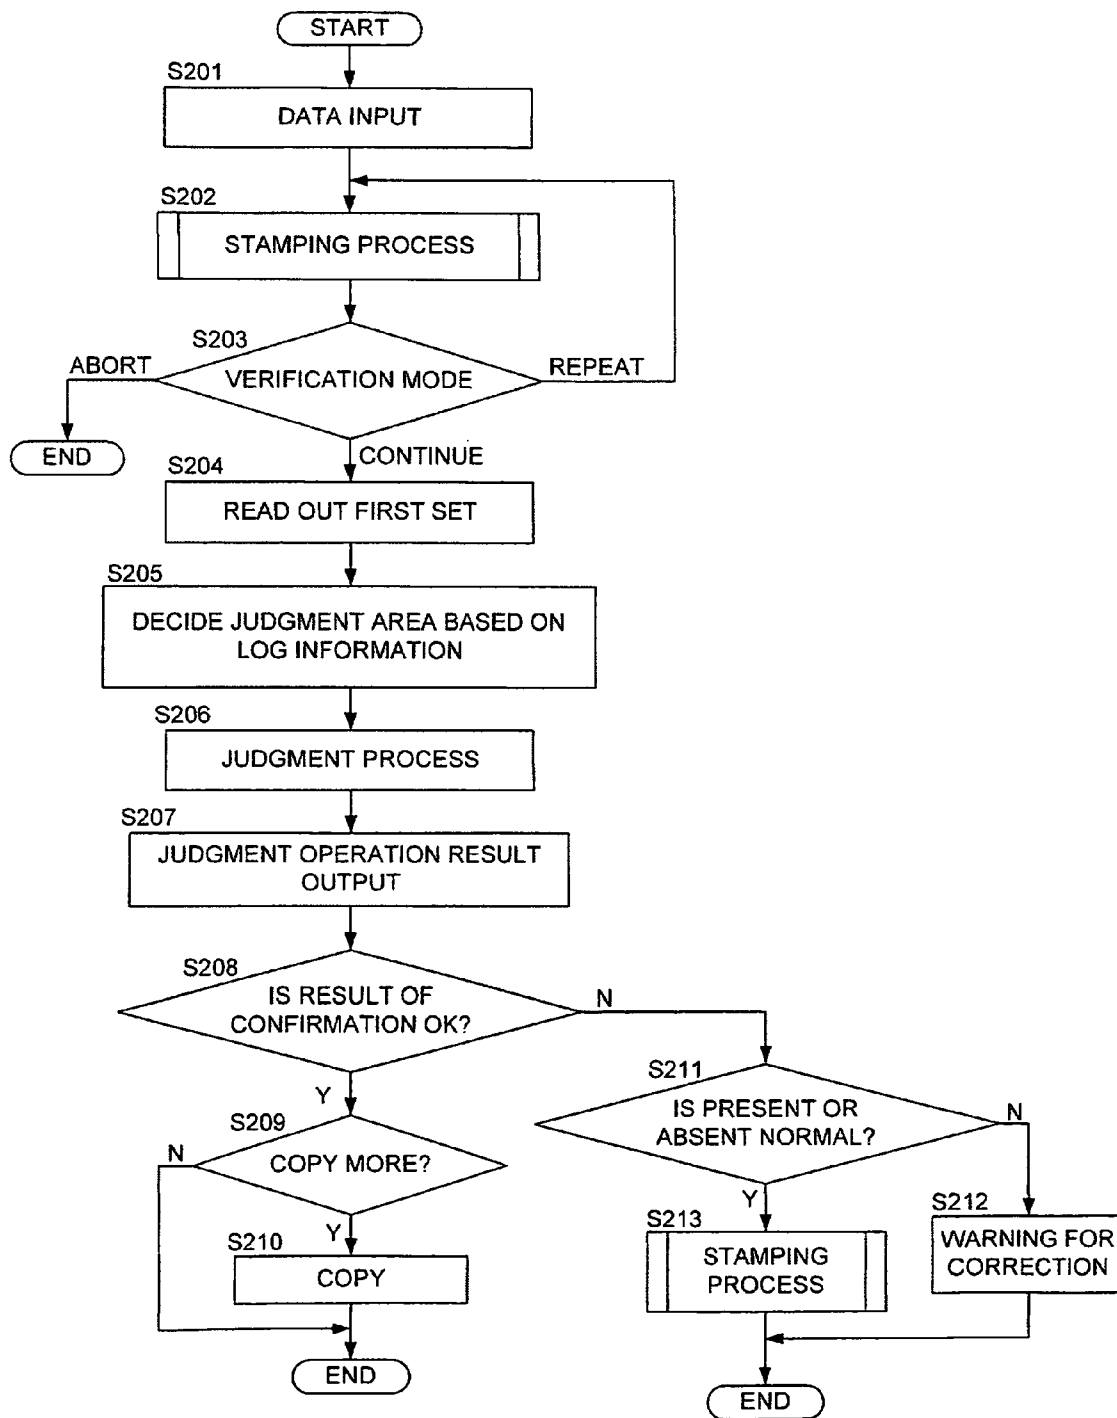 START
S201
DATA INPUT
S202
STAMPING PROCESS
S203
ABORT
VERIFICATION MODE
REPEAT
END
CONTINUE
S204
READ OUT FIRST SET
S205
DECIDE JUDGMENT AREA BASED ON
LOG INFORMATION
S206
JUDGMENT PROCESS
S207
JUDGMENT OPERATION RESULT
OUTPUT
S208
IS RESULT OF
CONFIRMATION OK?
N
Y
S209
N
COPY MORE?
Y
S210
COPY
END
S211
IS PRESENT OR
ABSENT NORMAL?
N
Y
S213
STAMPING
PROCESS
S212
WARNING FOR
CORRECTION
END